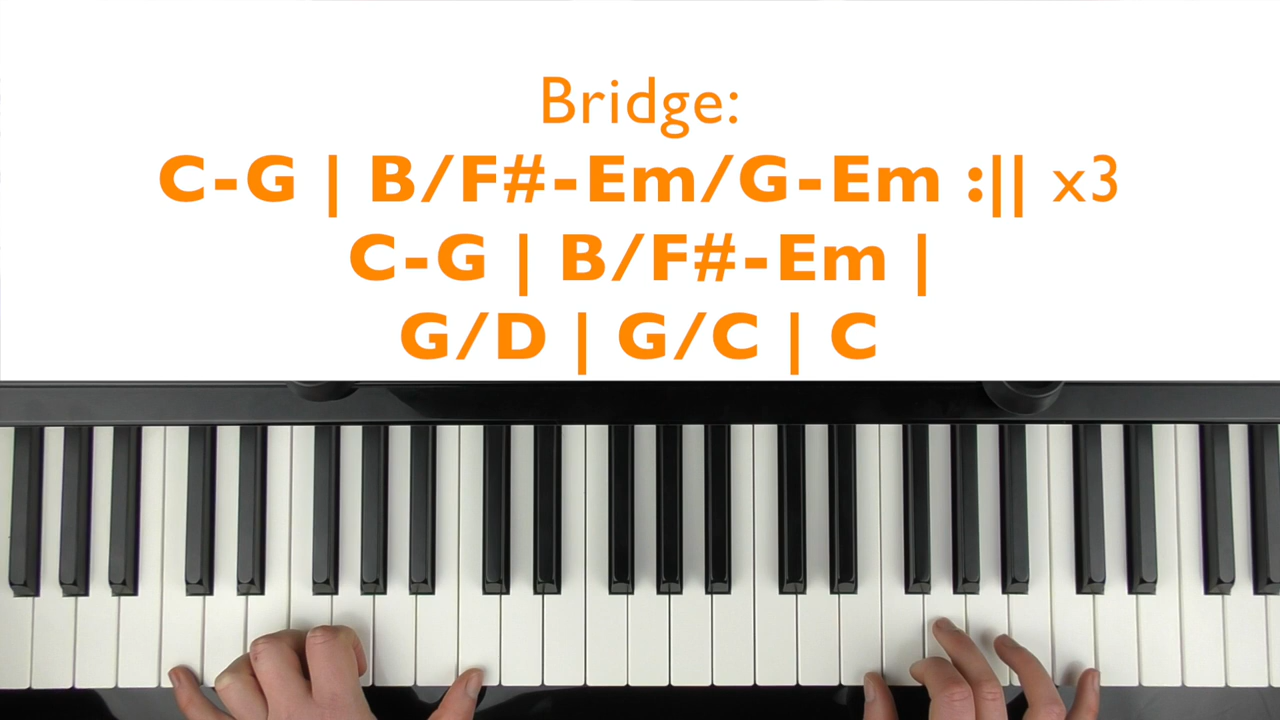 Bridge:
C-G | B/F#-Em/G-Em :|| x3
C-G | B/F#-Em |
G/D | G/C | C